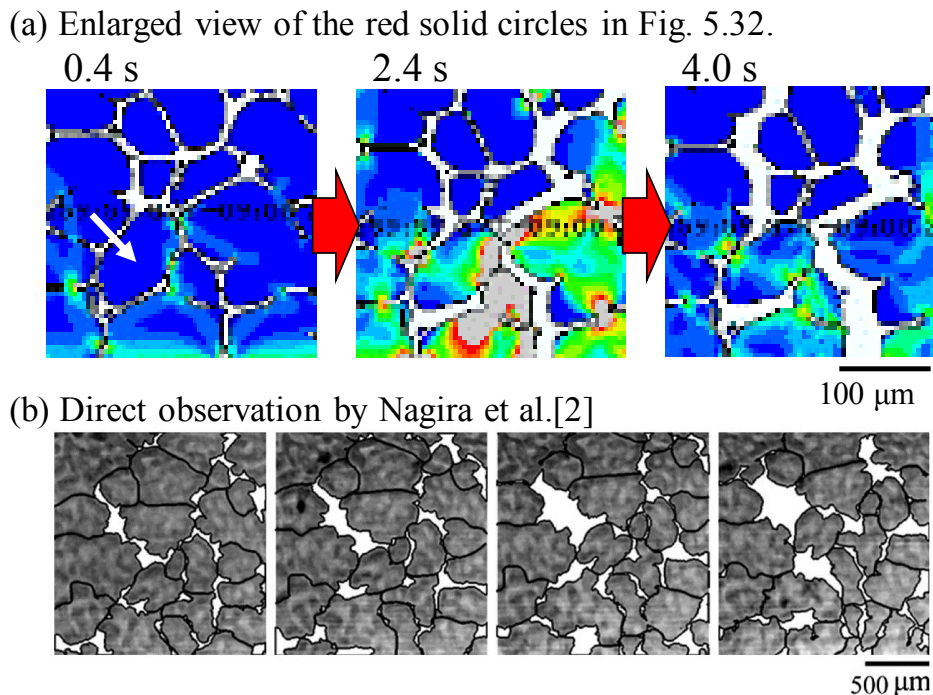 (a) Enlarged view of the red solid circles in Fig. 5.32.
0.4 s 2.4 s 4.0 s
100 μm
(b) Direct observation by Nagira et al.[2]
500 μm